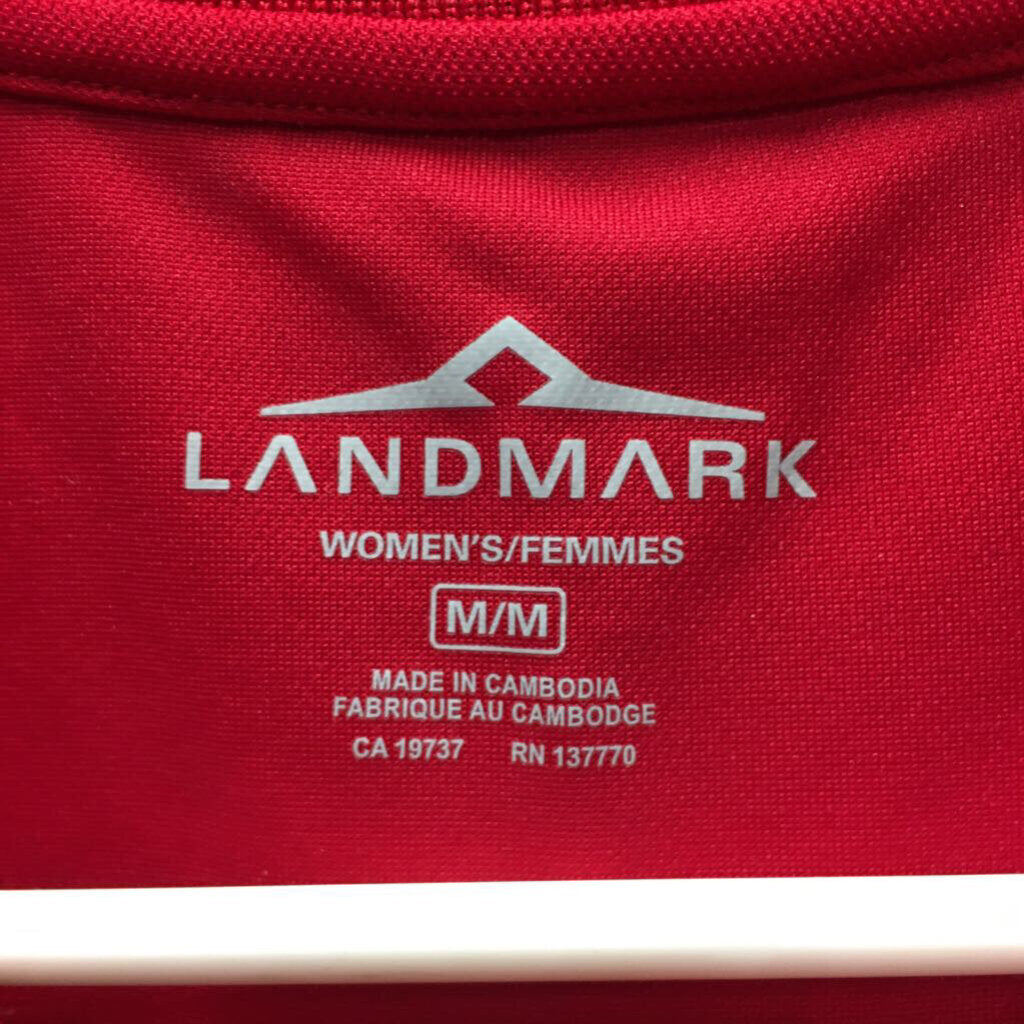 LANDMARK
WOMEN'S/FEMMES
M/M
MADE IN CAMBODIA
FABRIQUE AU CAMBODGE
CA 19737 RN 137770